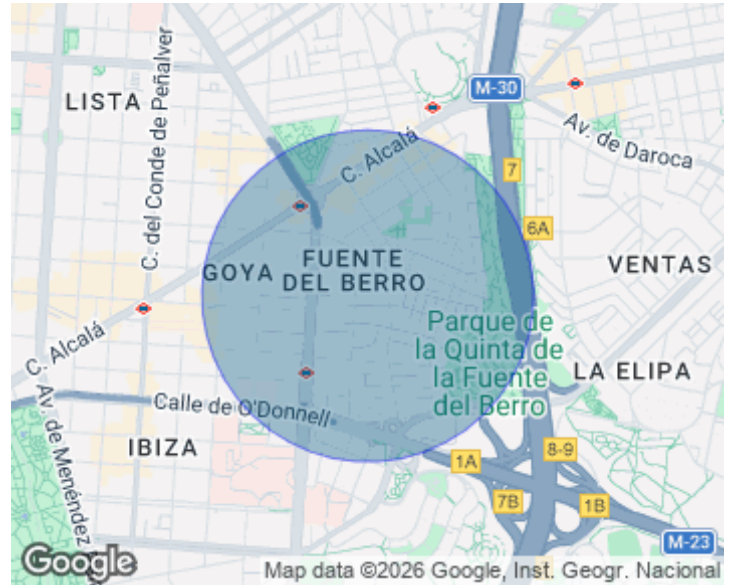 M-30
LISTA
C. del Conde de Peñalver
C. Alcalá
Av. de Daroca
7
6A
FUENTE
DEL BERRO
GOYA
VENTAS
Parque de
la Quinta de
la Fuente
del Berro
C. Alcalá
LA ELIPA
Calle de O'Donnell
Av. de Menéndez
IBIZA
8-9
1A
7B
1B
M-23
Google
Map data ©2026 Google, Inst. Geogr. Nacional